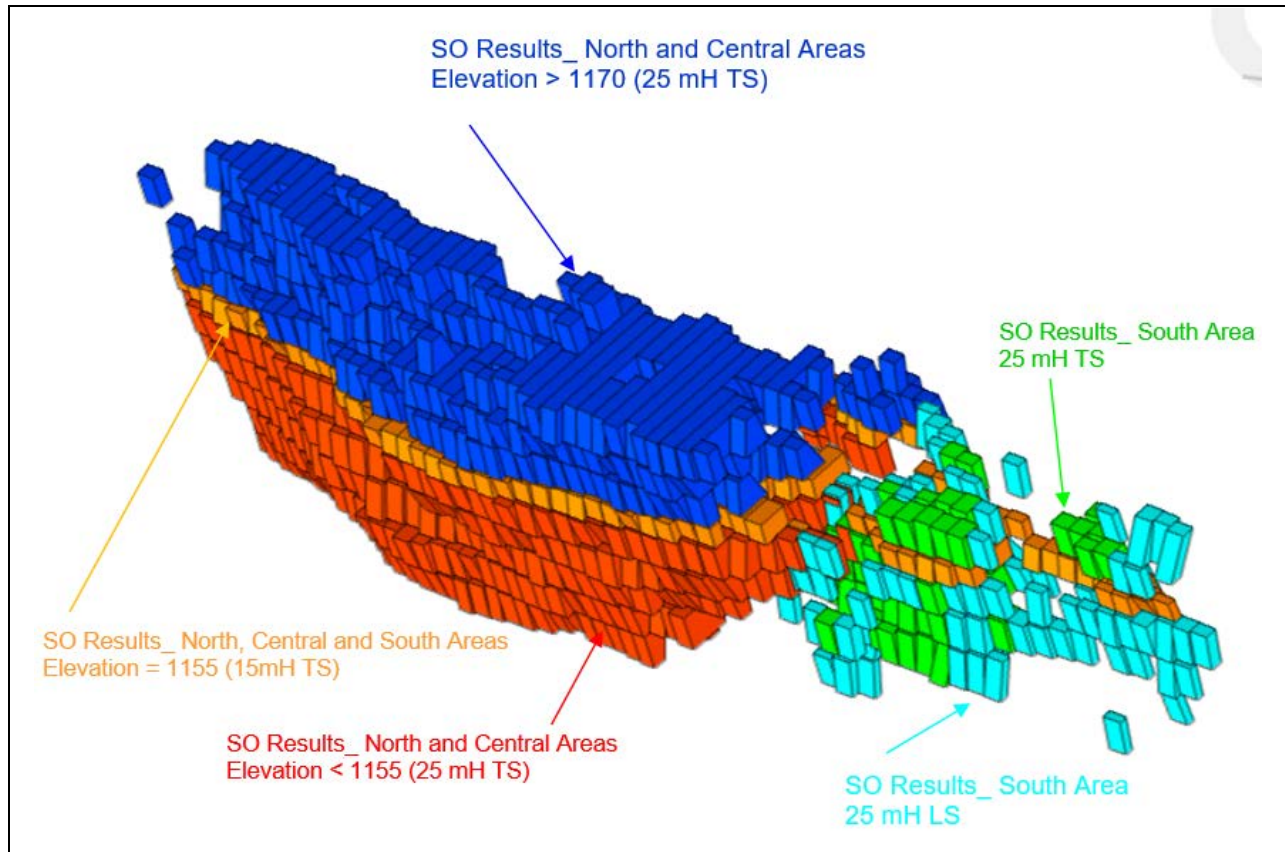 SO Results_ North and Central Areas
Elevation > 1170 (25 mH TS)
SO Results_ South Area
25 mH TS
SO Results_ North, Central and South Areas
Elevation = 1155 (15mH TS)
SO Results_ North and Central Areas
Elevation < 1155 (25 mH TS)
SO Results_ South Area
25 mH LS